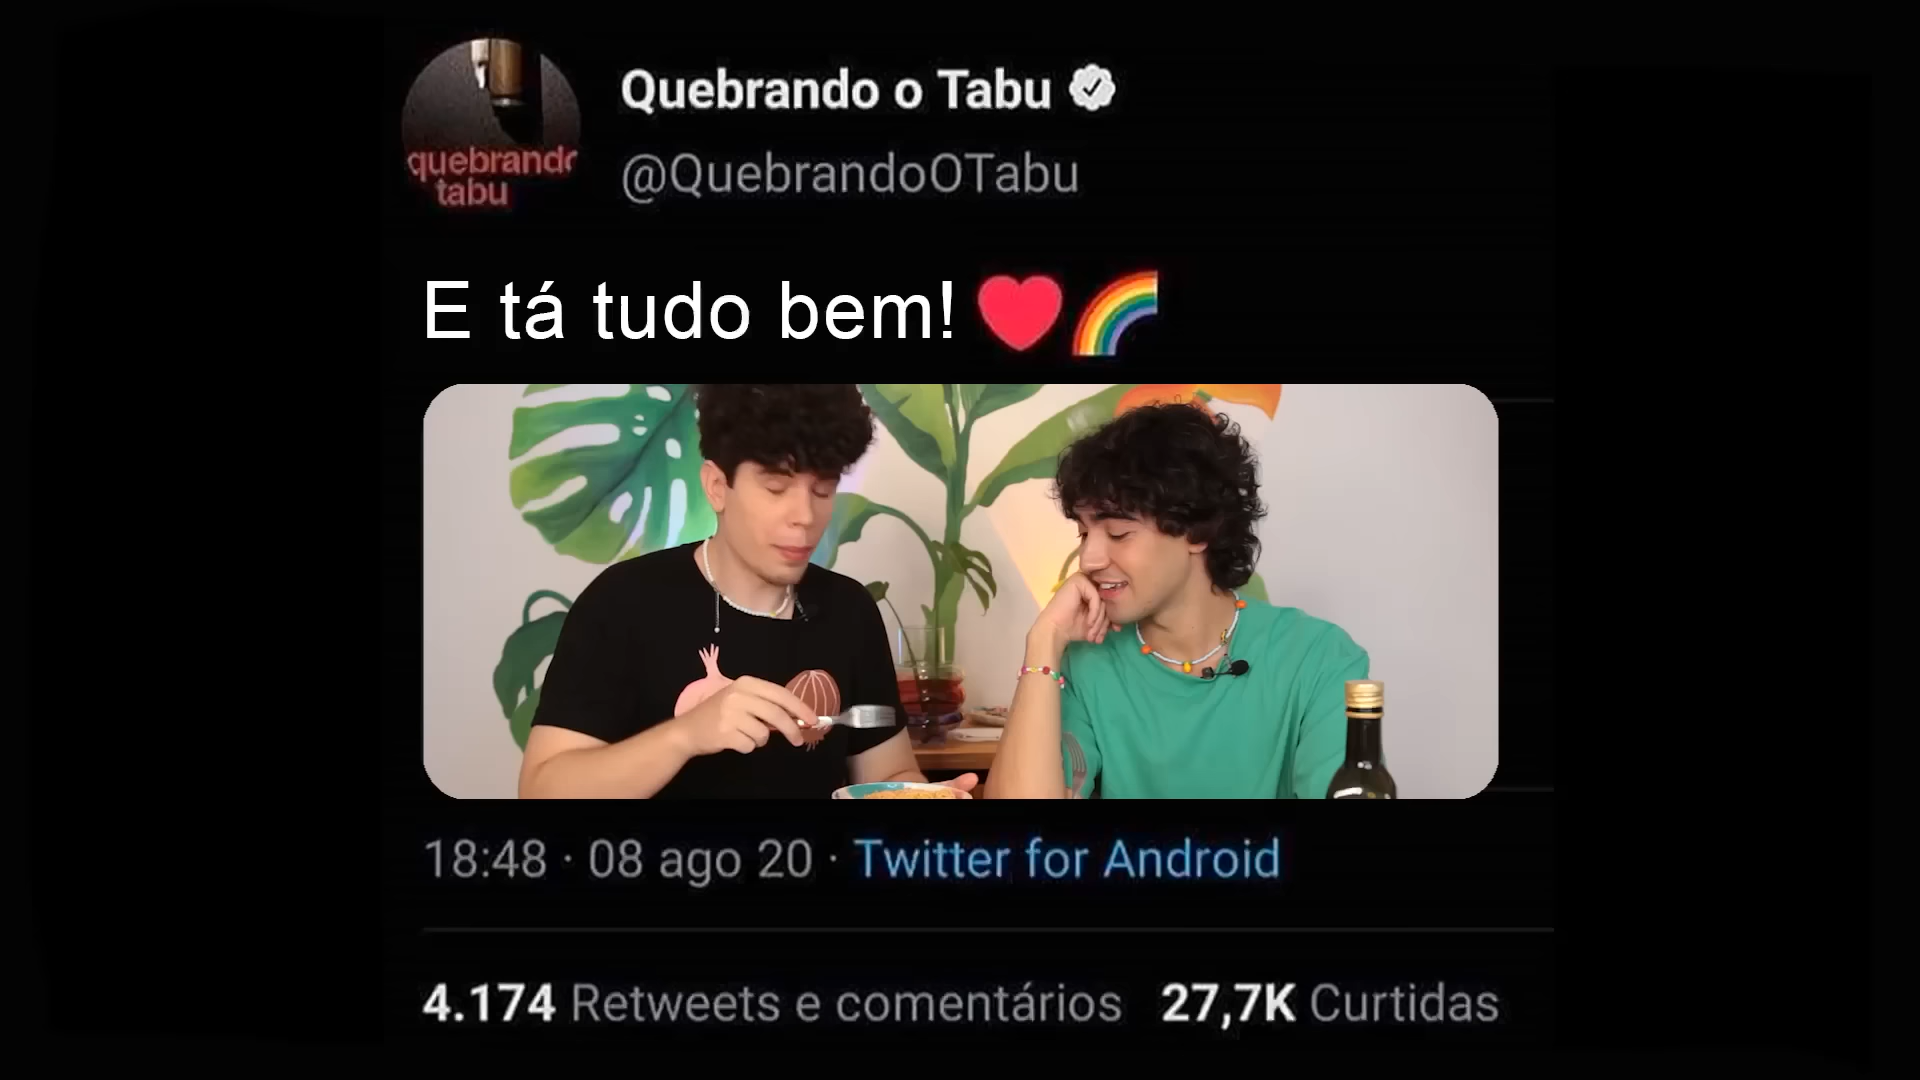 quebrando
tabu
Quebrando o Tabu
@QuebrandoOTabu
E tá tudo bem! ❤️🌈
18:48 · 08 ago 20 · Twitter for Android
4.174 Retweets e comentários 27,7K Curtidas